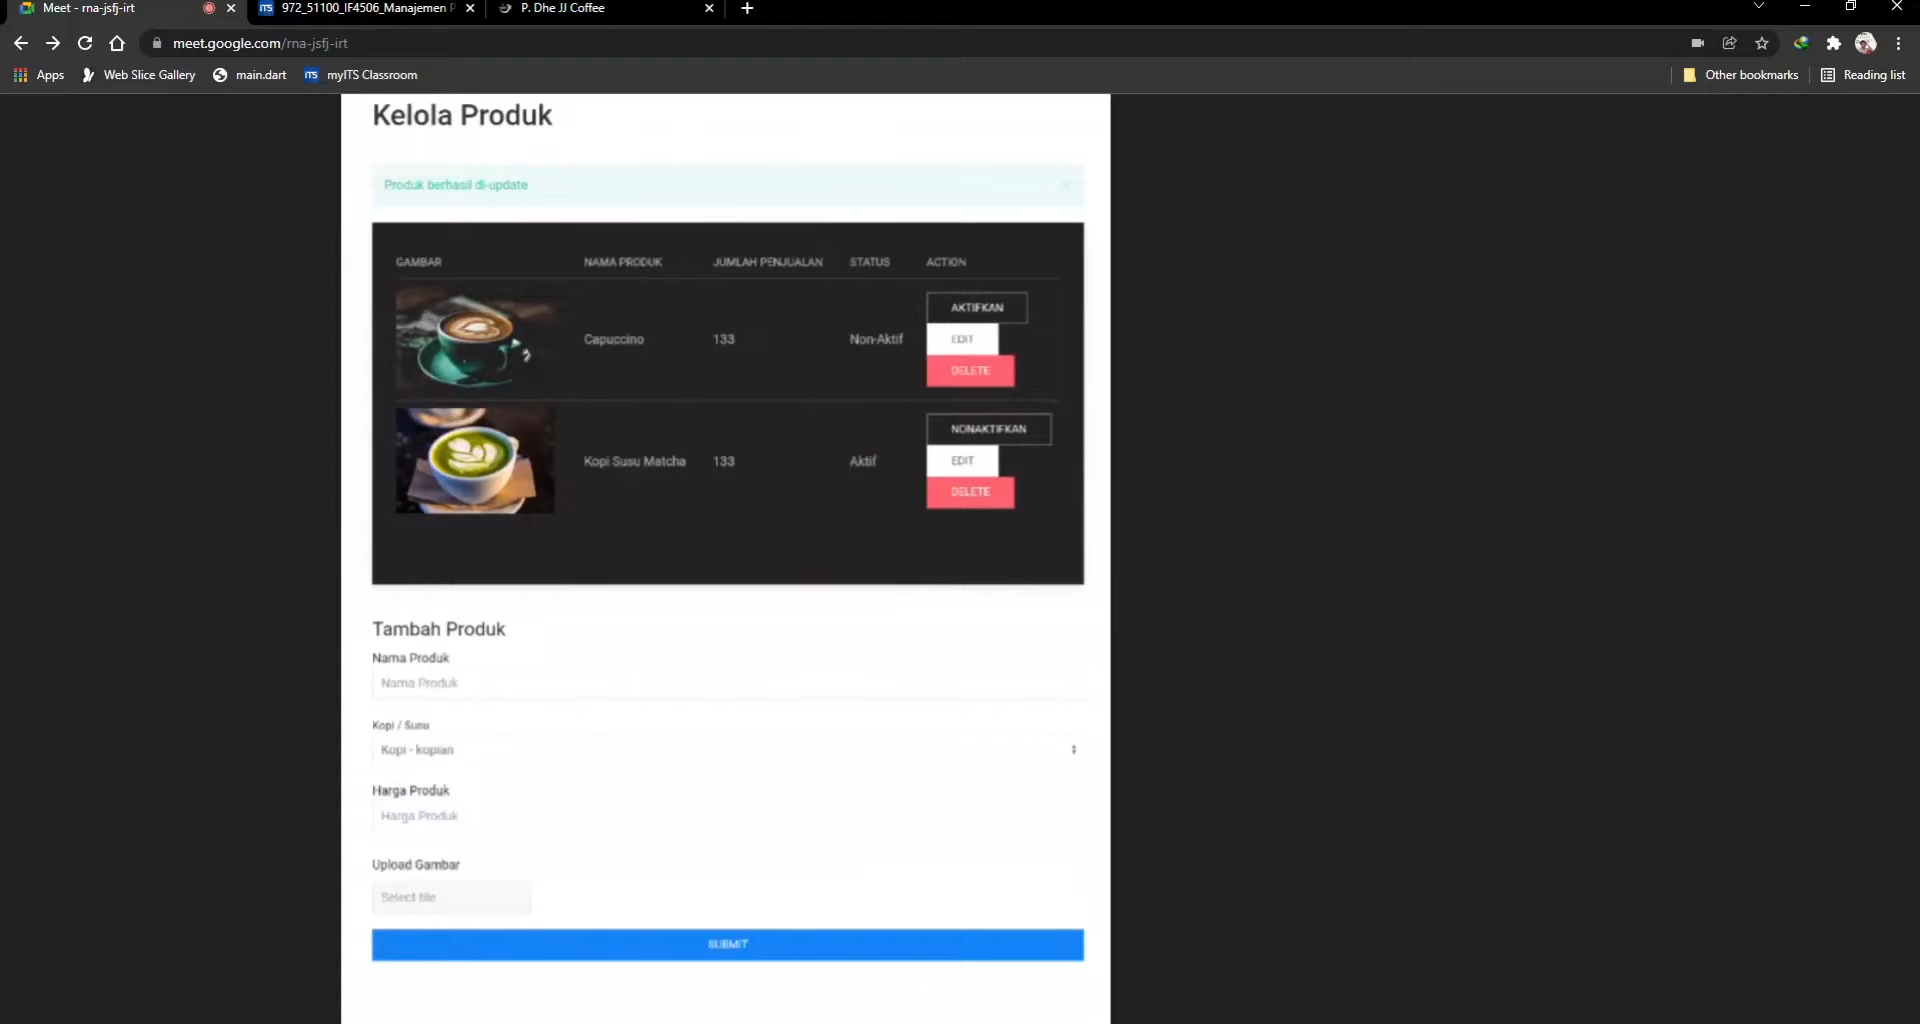 Meet - rna-jsfj-irt
972_51100_IF4506_Manajemen P
P. Dhe JJ Coffee
meet.google.com/rna-jsfj-irt
Apps
Web Slice Gallery
main.dart
ITS
myITS Classroom
Other bookmarks
Reading list
Kelola Produk
Produk berhasil di-update
GAMBAR NAMA PRODUK JUMLAH PENJUALAN STATUS ACTION
Capuccino 133 Non-Aktif
AKTIFKAN
EDIT
DELETE
Kopi Susu Matcha 133 Aktif
NONAKTIFKAN
EDIT
DELETE
Tambah Produk
Nama Produk
Nama Produk
Kopi / Susu
Kopi - kopian
Harga Produk
Harga Produk
Upload Gambar
Select file
SUBMIT